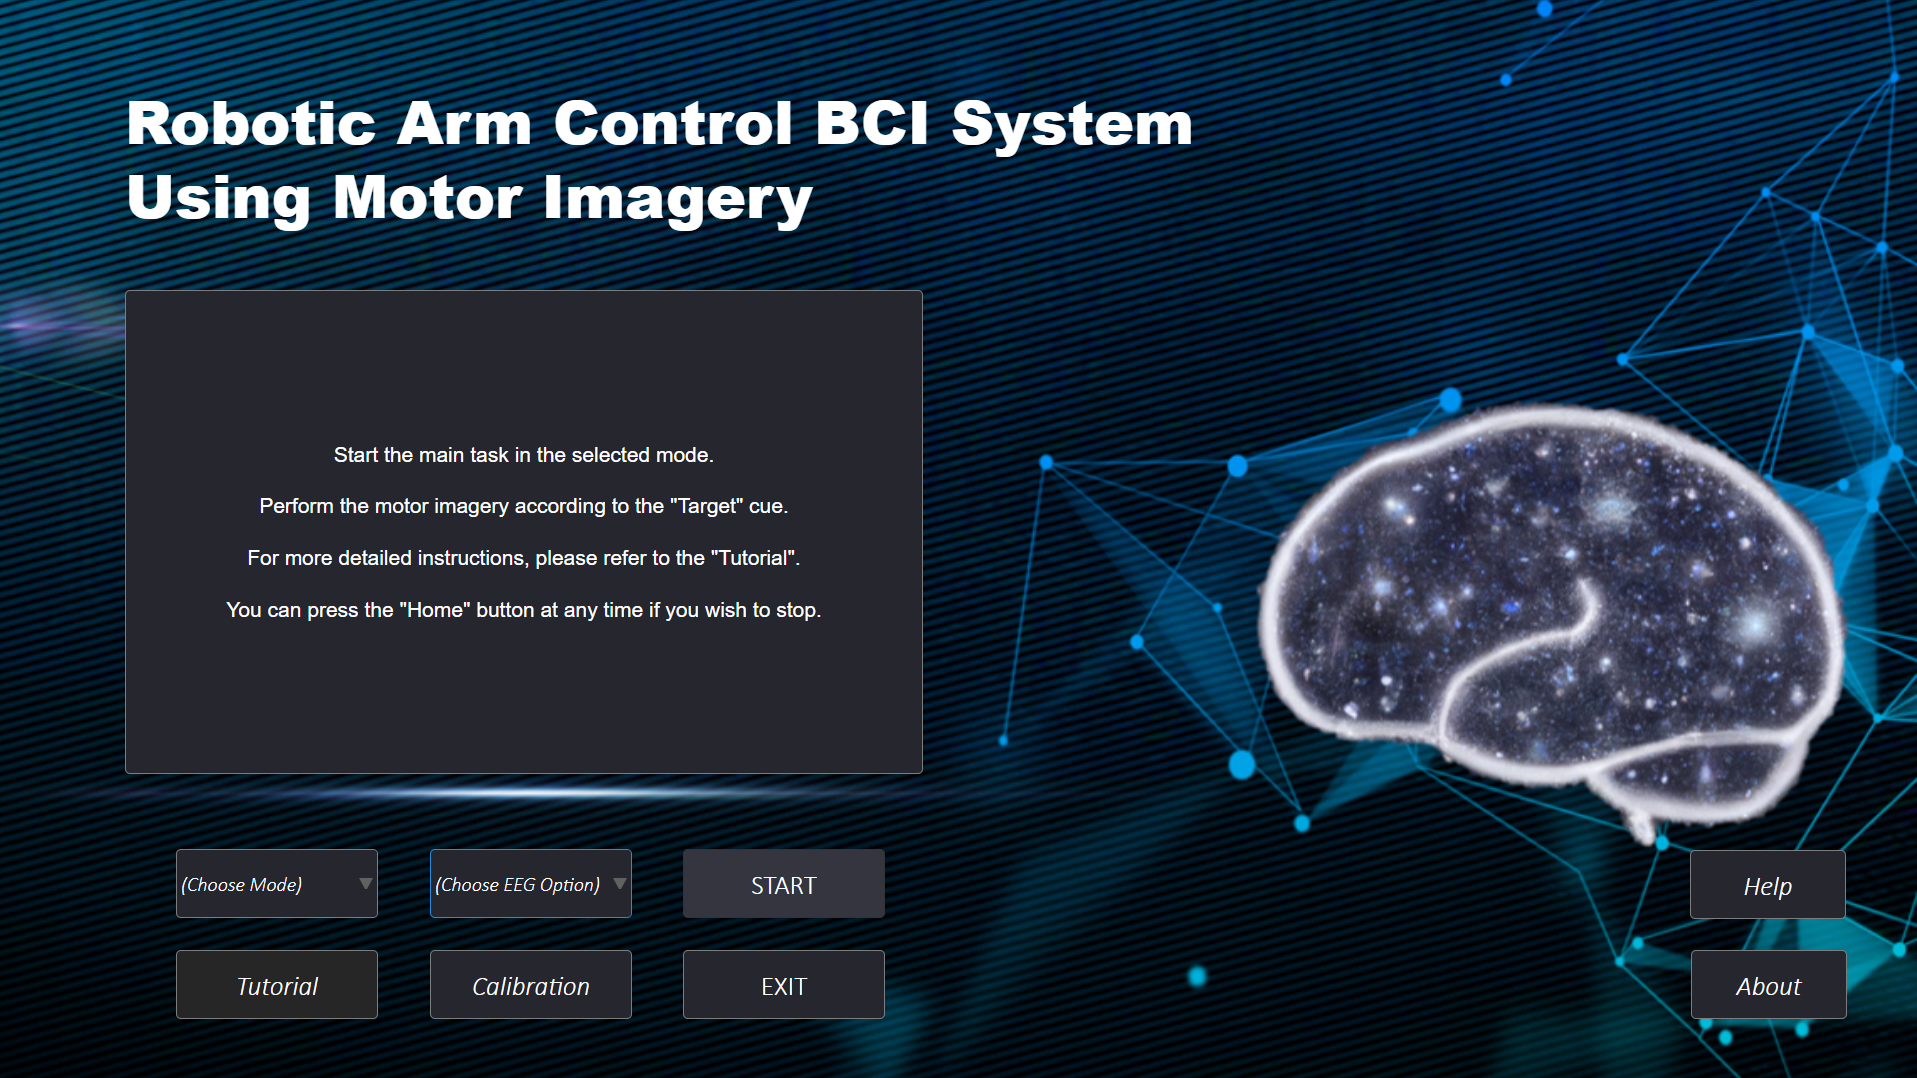 Robotic Arm Control BCI System
Using Motor Imagery
Start the main task in the selected mode.
Perform the motor imagery according to the "Target" cue.
For more detailed instructions, please refer to the "Tutorial".
You can press the "Home" button at any time if you wish to stop.
(Choose Mode)
(Choose EEG Option)
START
Help
Tutorial
Calibration
EXIT
About